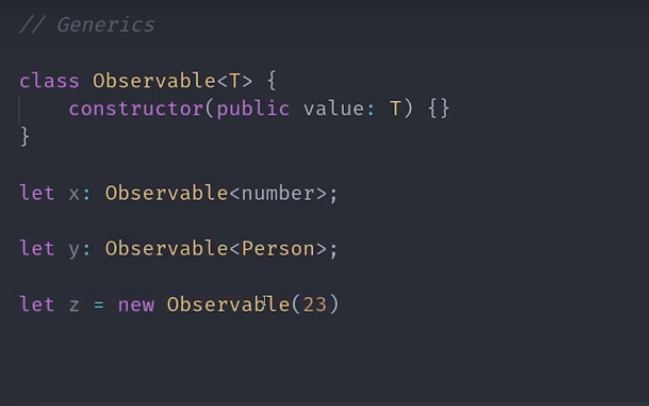 // Generics
class Observable<T> {
constructor(public value: T) {}
}
let x: Observable<number>;
let y: Observable<Person>;
let z = new Observable(23)